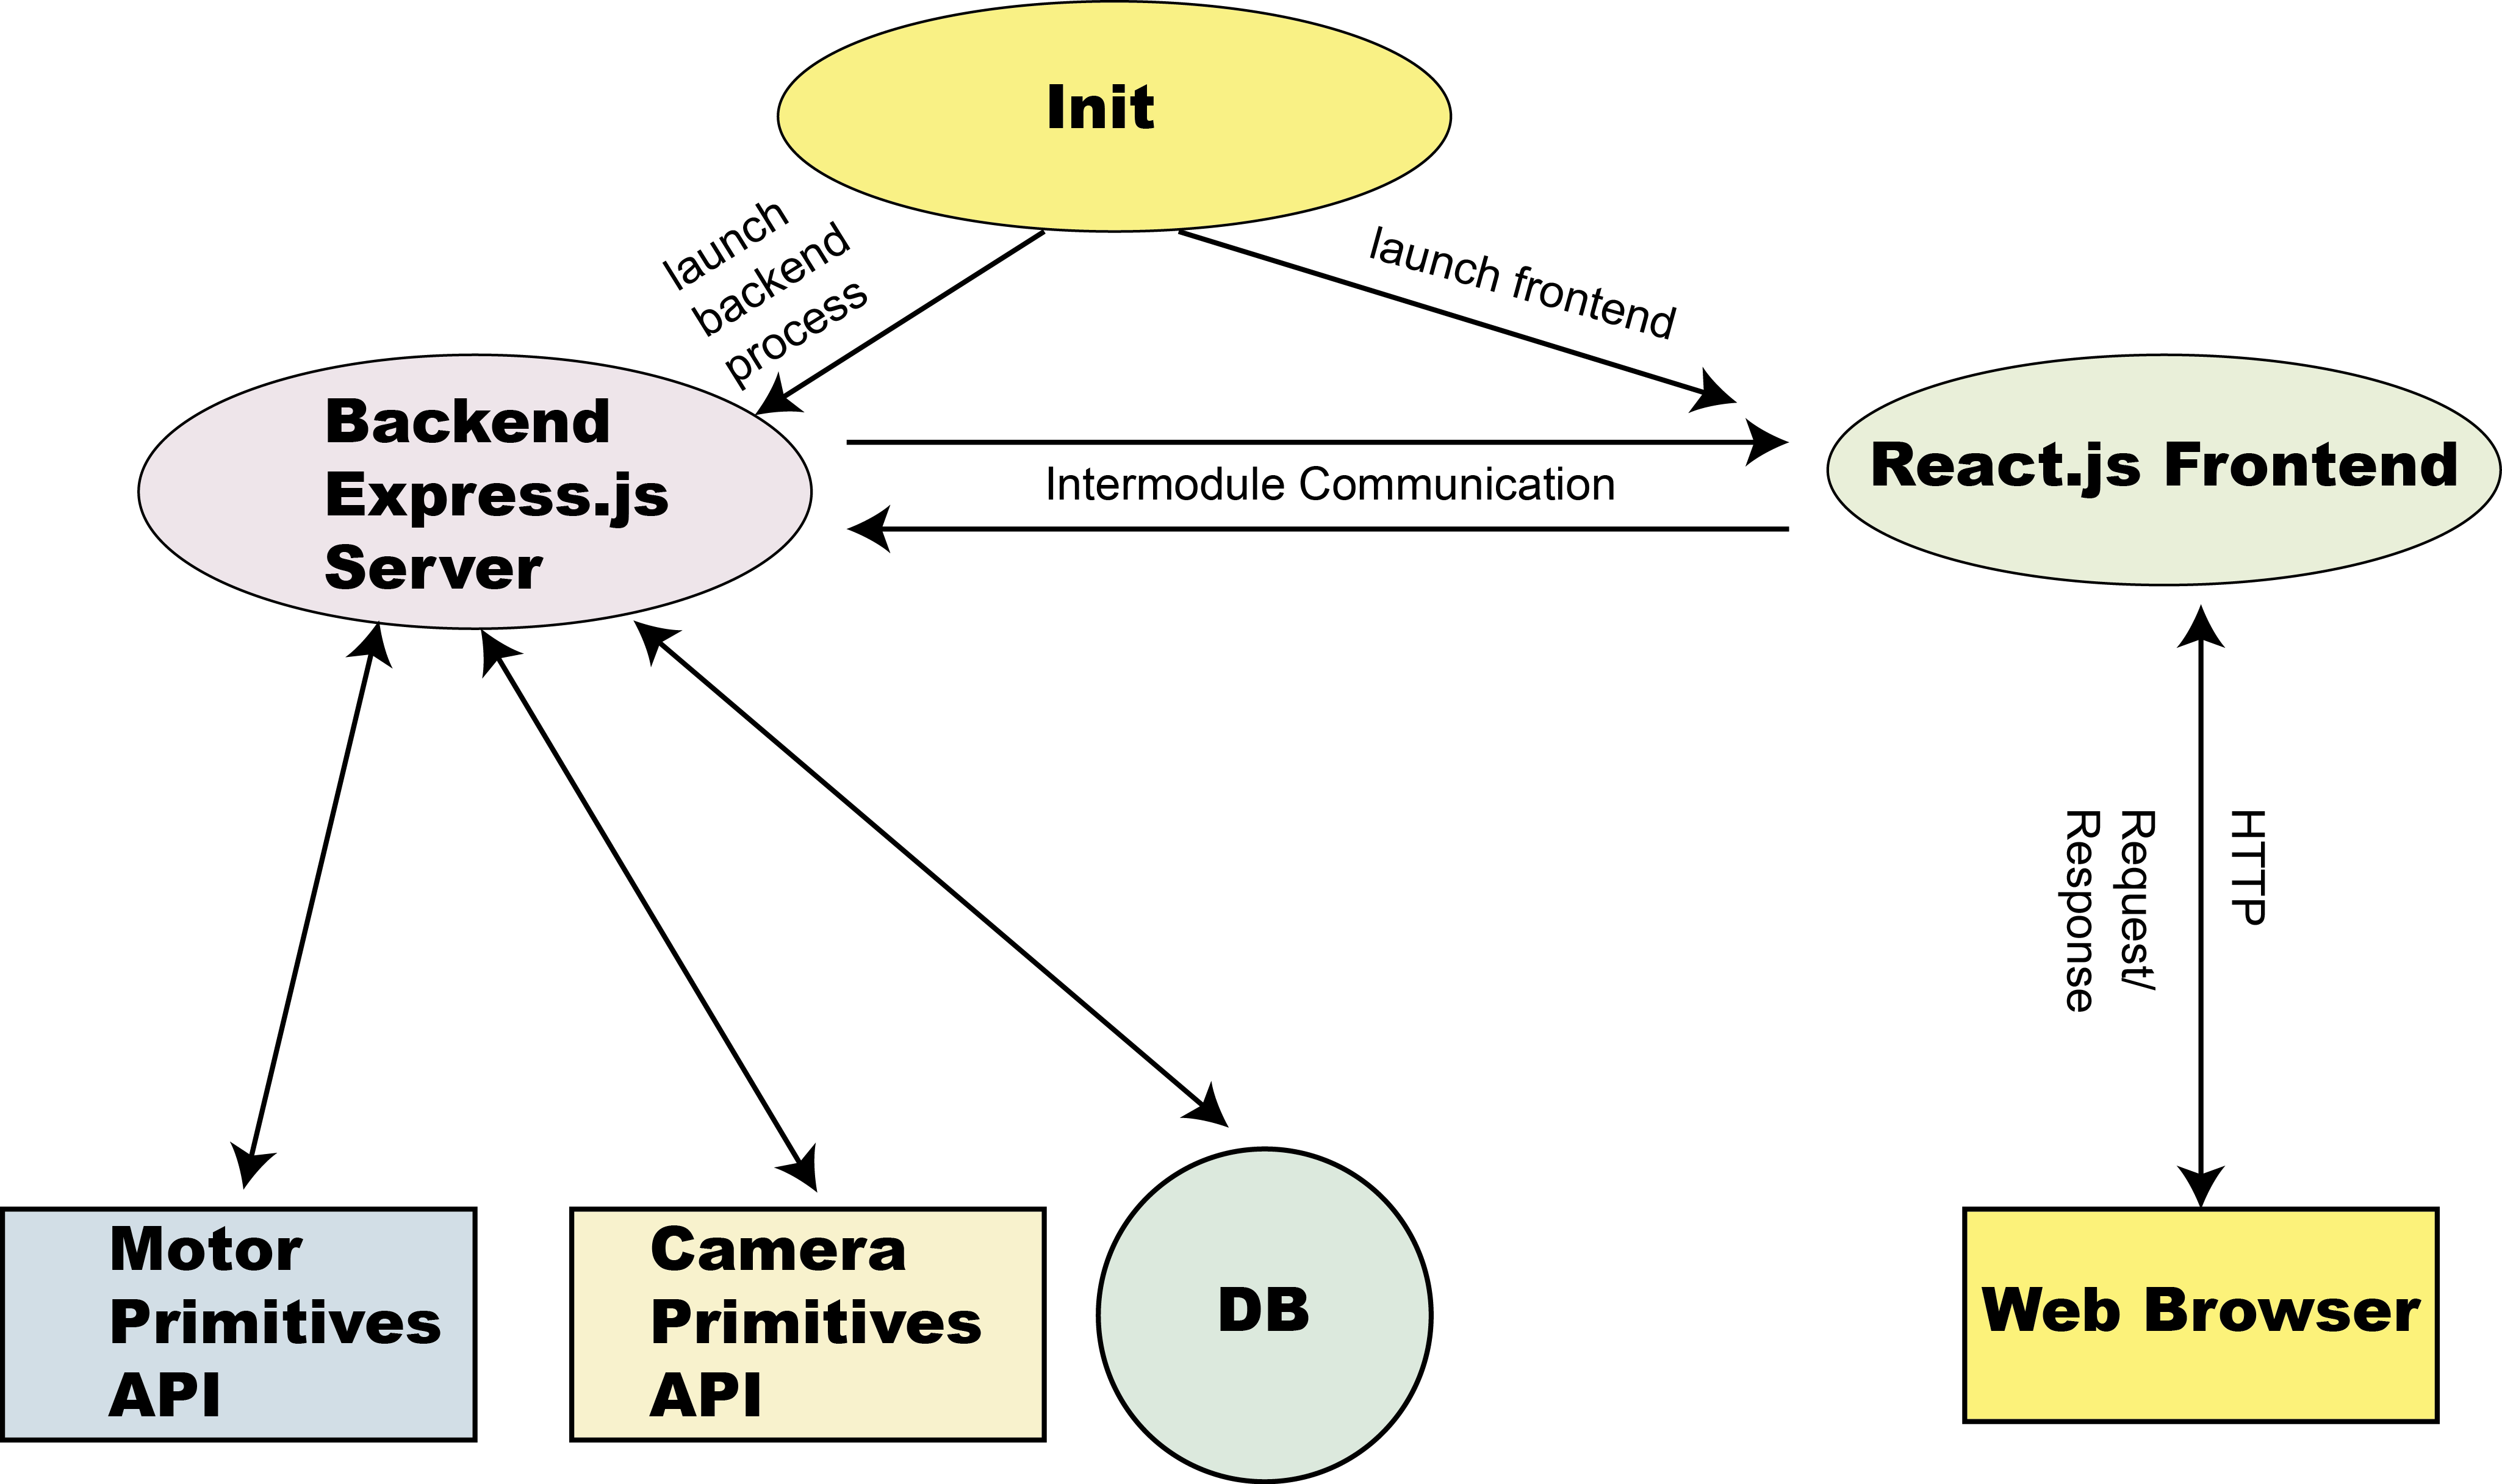 Init
launch
backend
process
launch frontend
Backend
Express.js
Server
Intermodule Communication
React.js Frontend
HTTP
Request/
Response
Motor
Primitives
API
Camera
Primitives
API
DB
Web Browser